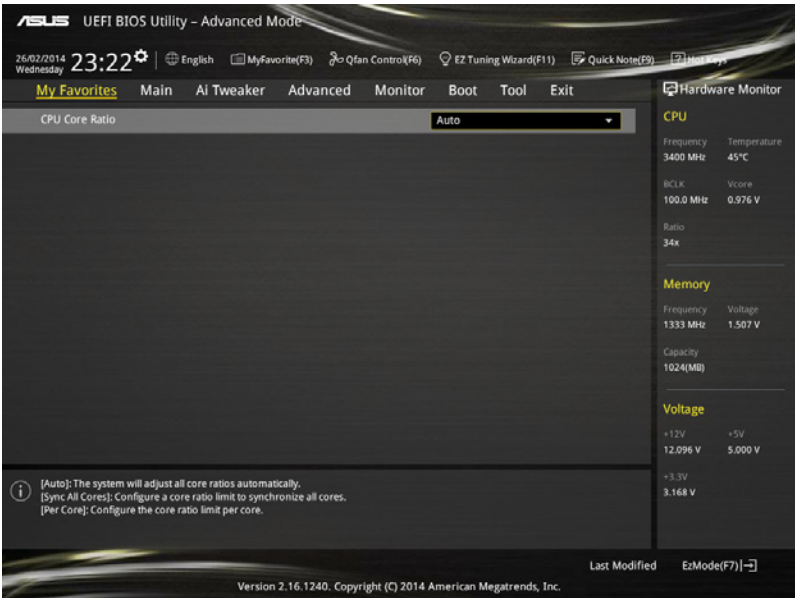 ASUS UEFI BIOS Utility – Advanced Mode
26/02/2014
Wednesday
23:22
English
MyFavorite(F3)
Qfan Control(F6)
EZ Tuning Wizard(F11)
Quick Note(F9)
Hot Keys
My Favorites Main Ai Tweaker Advanced Monitor Boot Tool Exit
CPU Core Ratio
Auto
Hardware Monitor
CPU
Frequency Temperature
3400 MHz 45°C
BCLK Vcore
100.0 MHz 0.976 V
Ratio
34x
Memory
Frequency Voltage
1333 MHz 1.507 V
Capacity
1024(MB)
Voltage
+12V +5V
12.096 V 5.000 V
+3.3V
3.168 V
[Auto]: The system will adjust all core ratios automatically.
[Sync All Cores]: Configure a core ratio limit to synchronize all cores.
[Per Core]: Configure the core ratio limit per core.
Last Modified
EzMode(F7)
Version 2.16.1240. Copyright (C) 2014 American Megatrends, Inc.